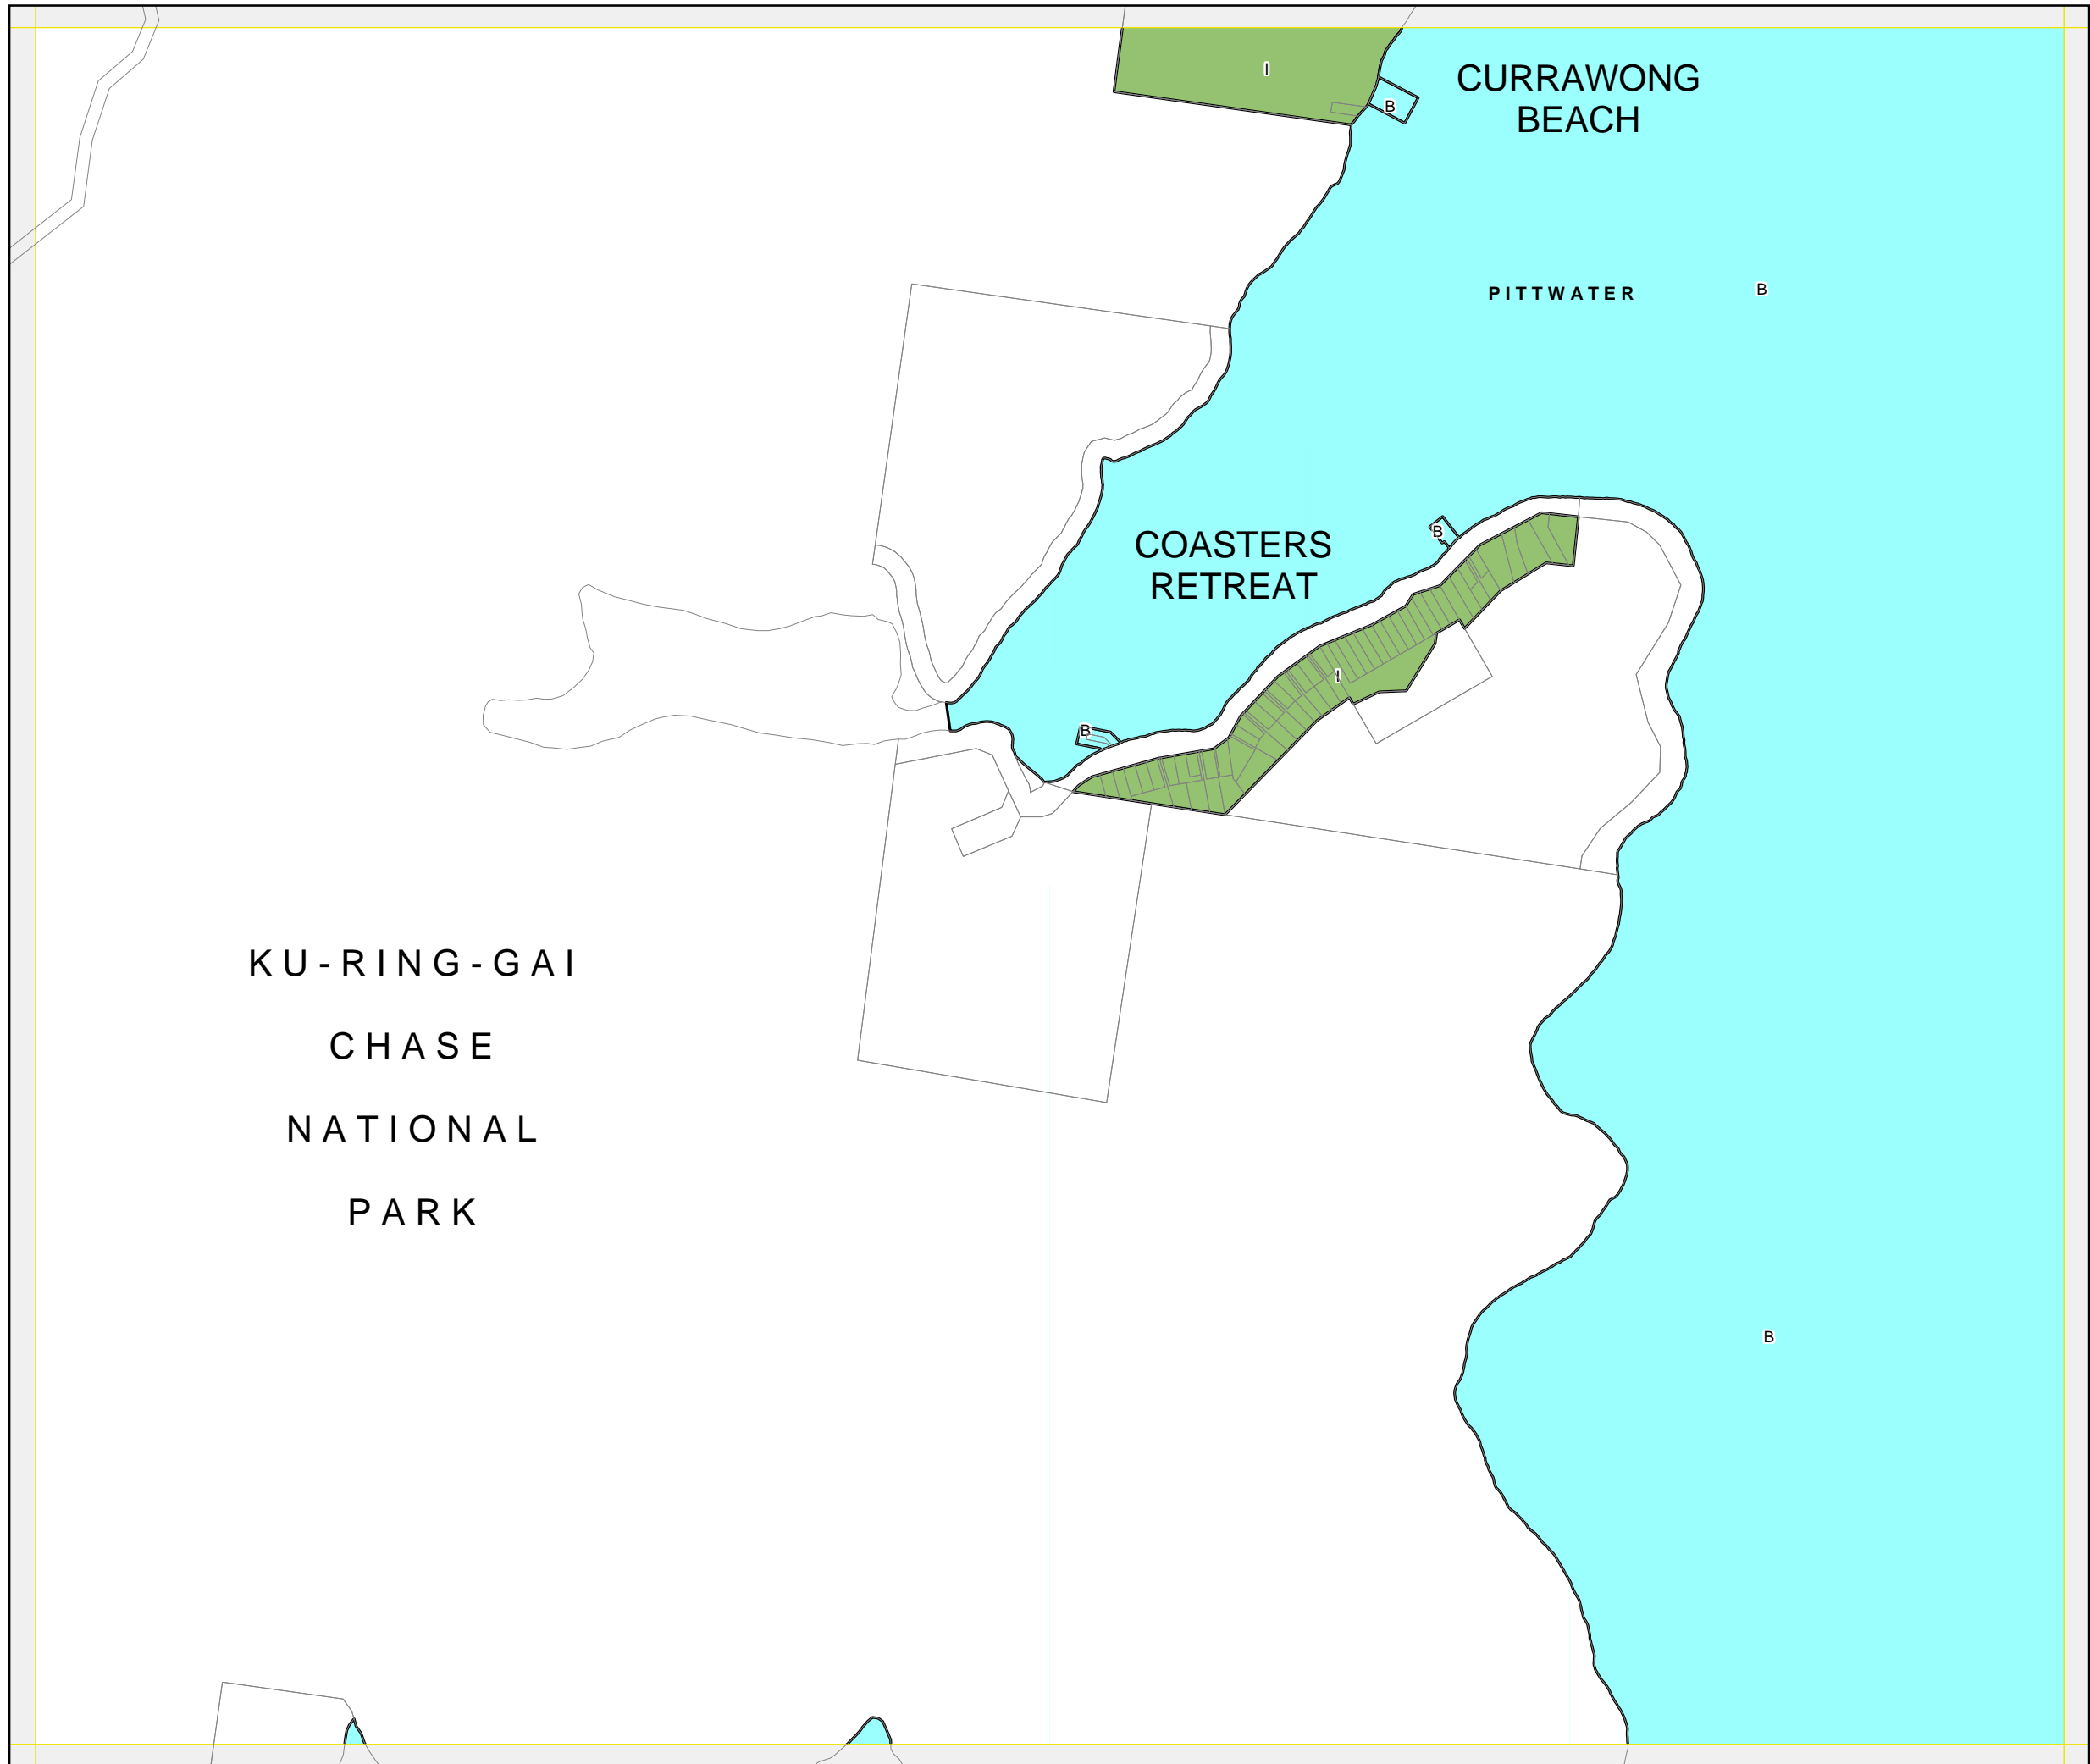 I
CURRAWONG
BEACH
B
PITTWATER
B
B
COASTERS
RETREAT
I
B
KU-RING-GAI
CHASE
NATIONAL
PARK
B